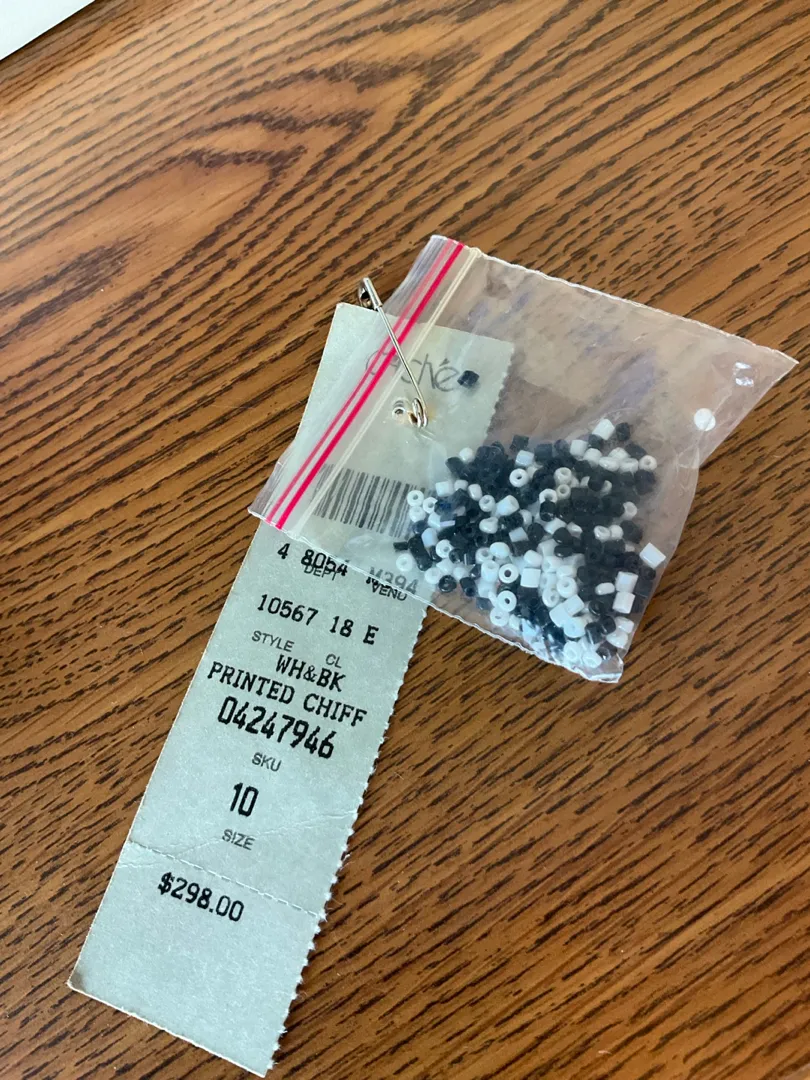 caché
4 8054 M394
DEPT VEND
10567 18 E
STYLE CL
WH&BK
PRINTED CHIFF
04247946
SKU
10
SIZE
$298.00